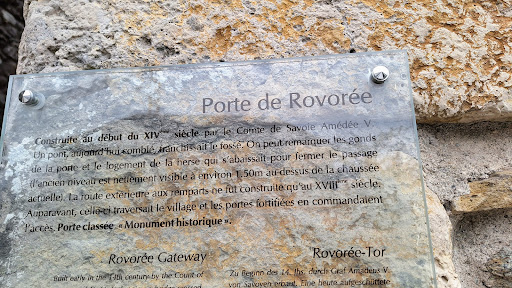 Porte de Rovorée
Construite au début du XIVème siècle par le Comte de Savoie Amédée V.
Un pont, aujourd'hui comblé, franchissait le fossé. On peut remarquer les gonds
de la porte et le logement de la herse qui s'abaissait pour fermer le passage
(l'ancien niveau est nettement visible à environ 1,50m au-dessus de la chaussée
actuelle). La route extérieure aux remparts ne fut construite qu'au XVIIIème siècle.
Auparavant, celle-ci traversait le village et les portes fortifiées en commandaient
l'accès. Porte classée « Monument historique ».
Rovorée Gateway
Built early in the 14th century by the Count of
Rovorée-Tor
Zu Beginn des 14. Jhs. durch Graf Amadeus V.
von Savoyen erbaut. Eine heute aufgeschüttete